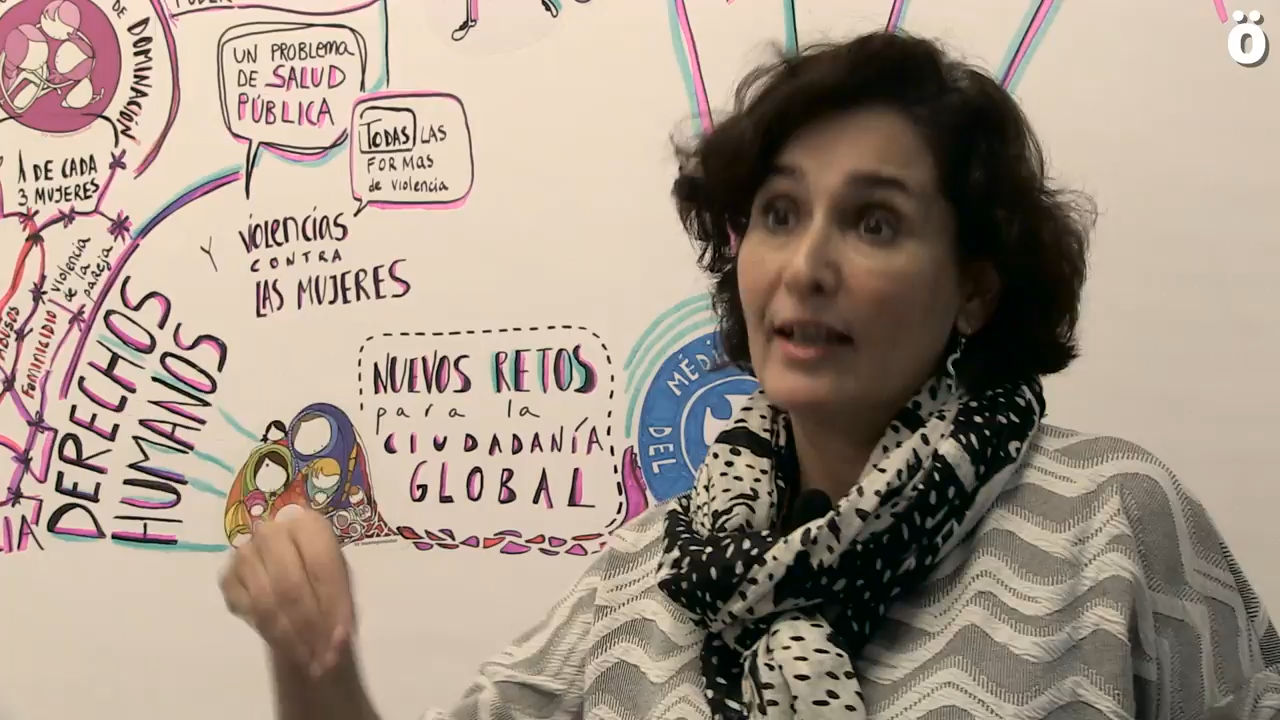 DE
DOMINACIÓN
1 DE CADA
3 MUJERES
UN PROBLEMA
DE SALUD
PÚBLICA
TODAS LAS
FORMAS
de violencia
Y violencias
CONTRA
LAS MUJERES
violencia
de la
pareja
FEMINICIDIO
ABUSOS
DERECHOS
HUMANOS
NUEVOS RETOS
para la
CIUDADANÍA
GLOBAL
DEL
ö